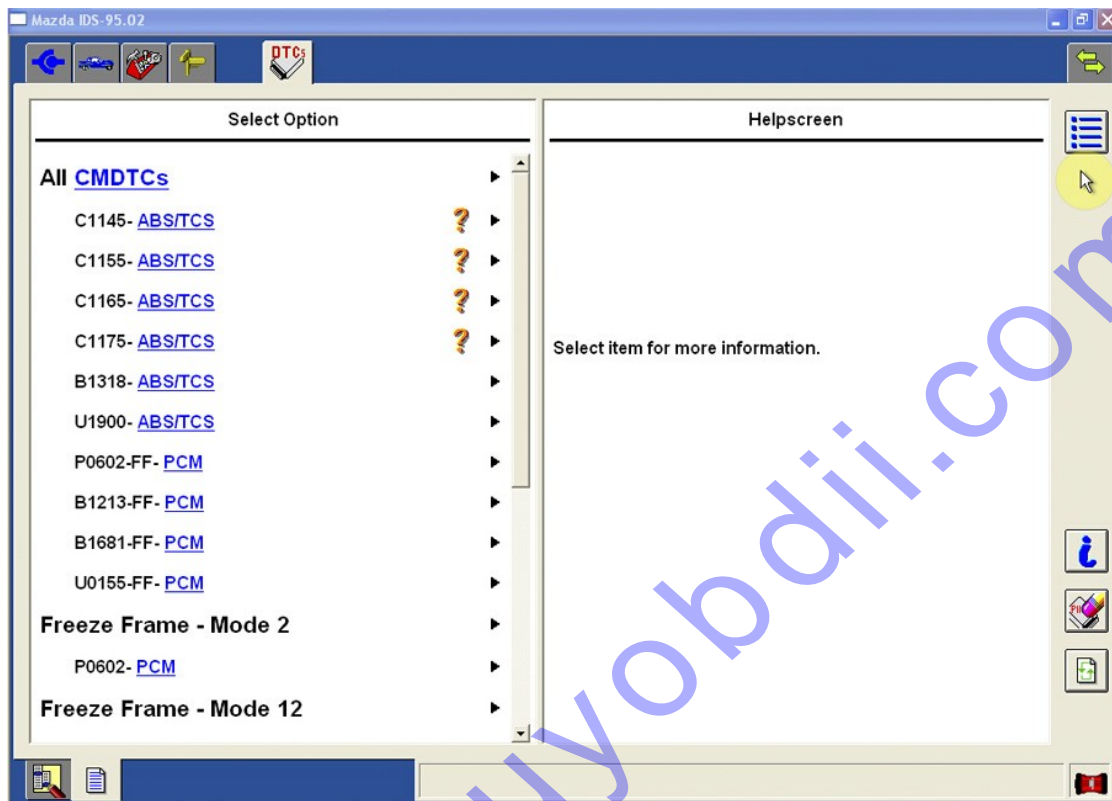 Mazda IDS-95.02
DTCs
Select Option
Helpscreen
All CMDTCs
C1145- ABS/TCS
C1155- ABS/TCS
C1165- ABS/TCS
C1175- ABS/TCS
B1318- ABS/TCS
U1900- ABS/TCS
P0602-FF- PCM
B1213-FF- PCM
B1681-FF- PCM
U0155-FF- PCM
Freeze Frame - Mode 2
P0602- PCM
Freeze Frame - Mode 12
Select item for more information.
uyobdii.com